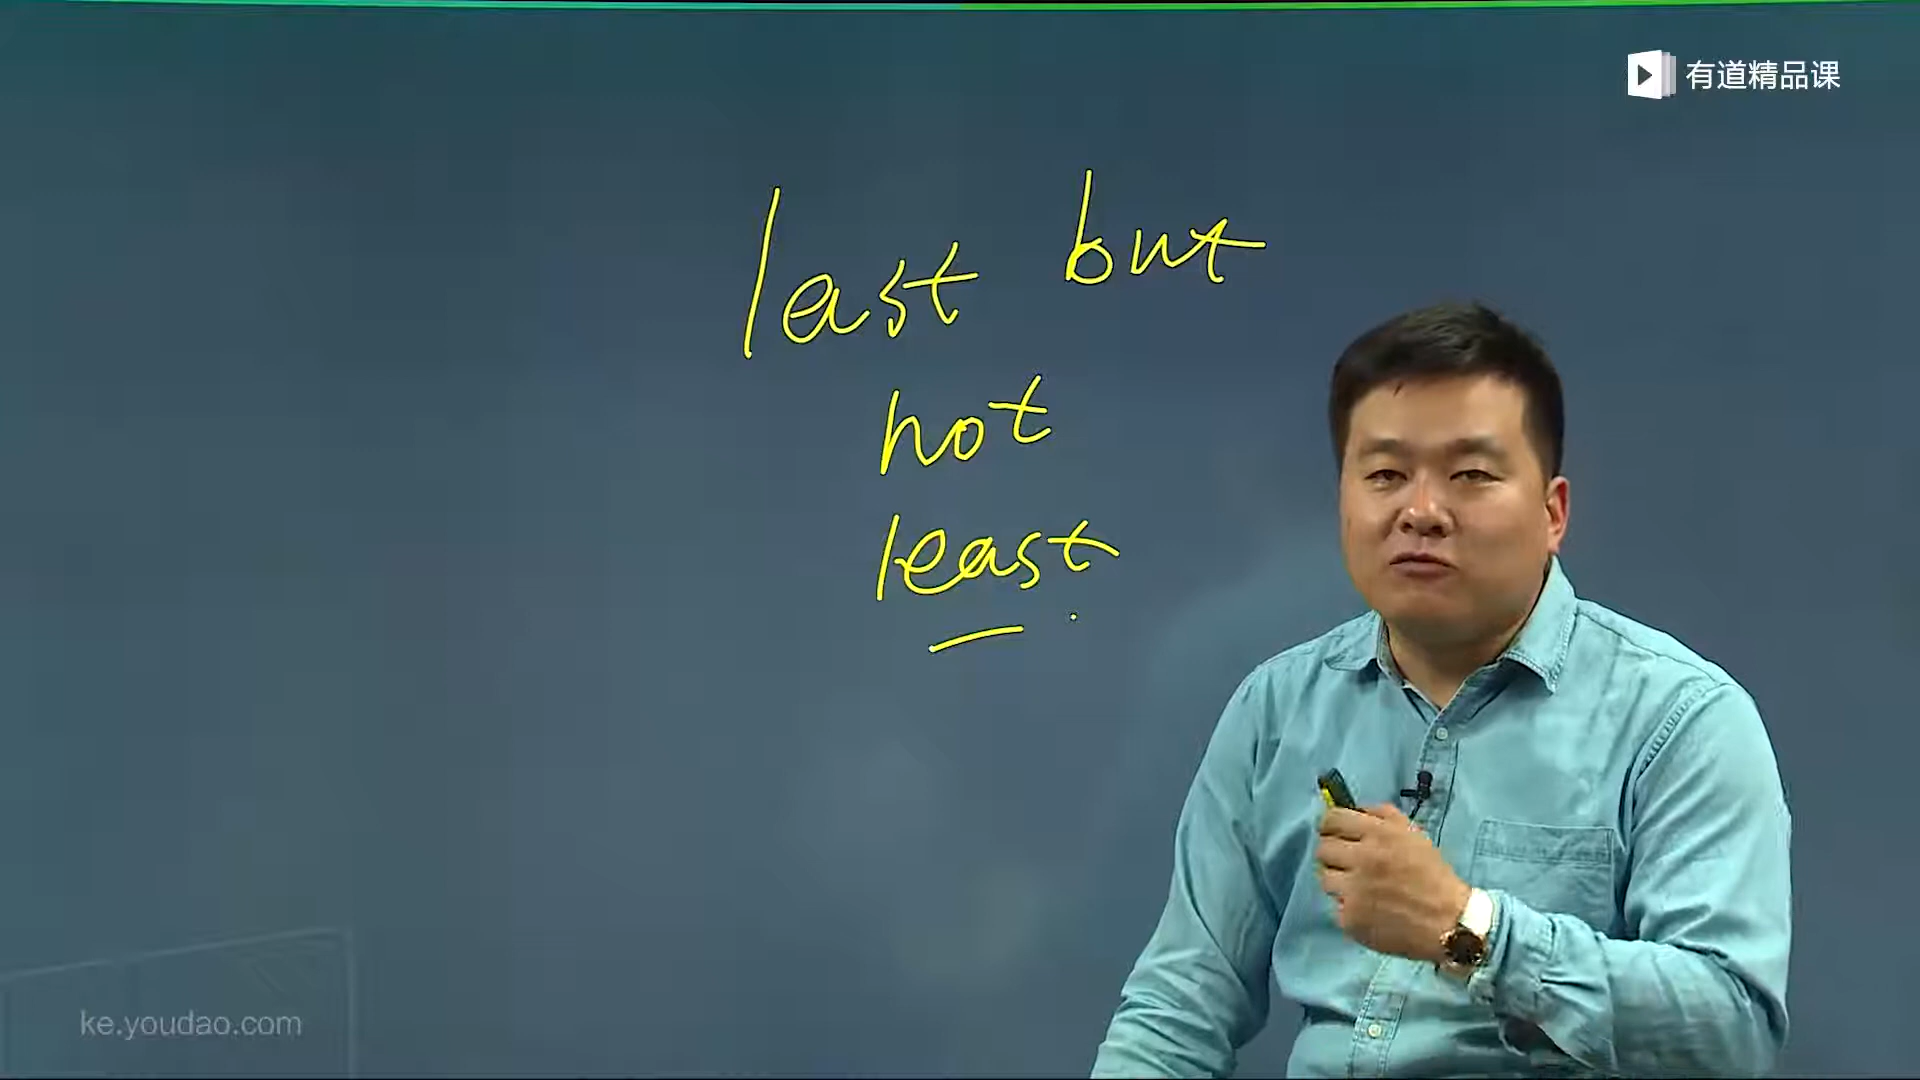 有道精品课
last but
not
least
ke.youdao.com